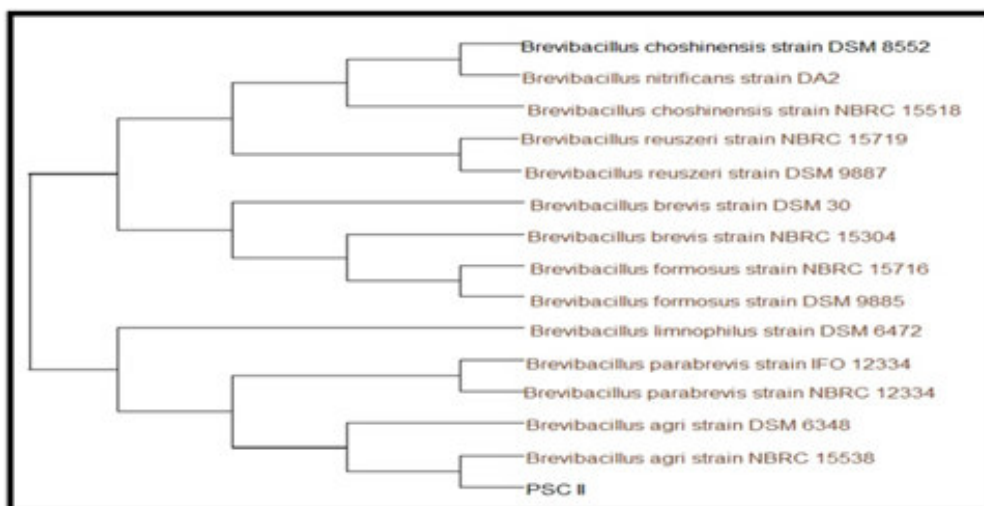 Brevibacillus choshinensis strain DSM 8552
Brevibacillus nitrificans strain DA2
Brevibacillus choshinensis strain NBRC 15518
Brevibacillus reuszeri strain NBRC 15719
Brevibacillus reuszeri strain DSM 9887
Brevibacillus brevis strain DSM 30
Brevibacillus brevis strain NBRC 15304
Brevibacillus formosus strain NBRC 15716
Brevibacillus formosus strain DSM 9885
Brevibacillus limnophilus strain DSM 6472
Brevibacillus parabrevis strain IFO 12334
Brevibacillus parabrevis strain NBRC 12334
Brevibacillus agri strain DSM 6348
Brevibacillus agri strain NBRC 15538
PSC II